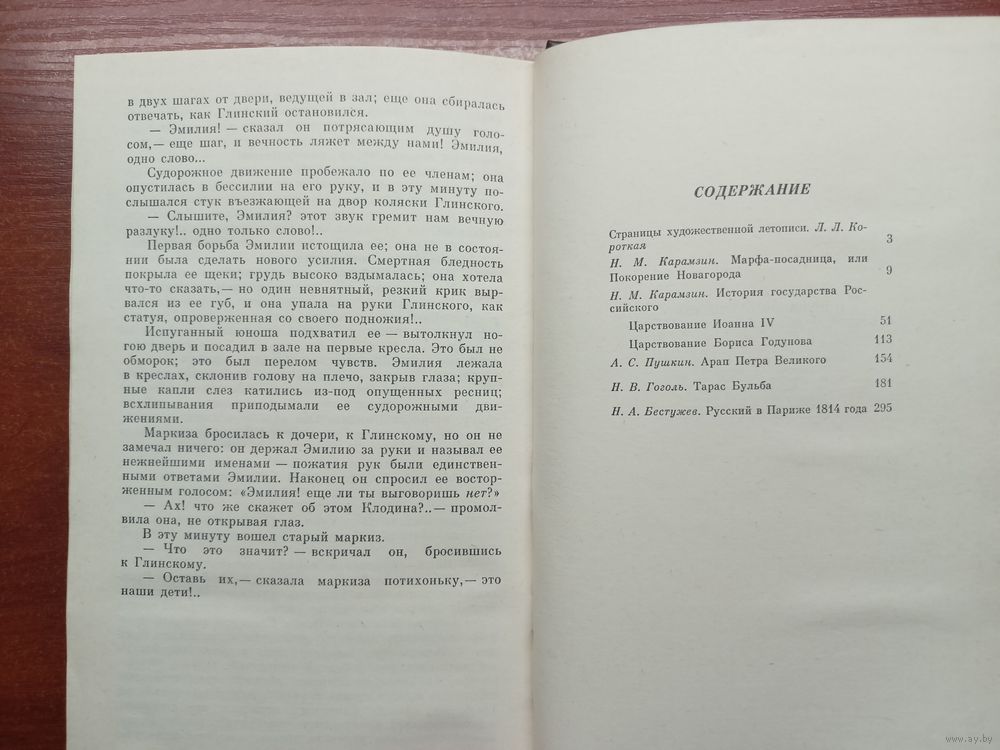 в двух шагах от двери, ведущей в зал; еще она сбиралась
отвечать, как Глинский остановился.
— Эмилия! — сказал он потрясающим душу голо-
сом,— еще шаг, и вечность ляжет между нами! Эмилия,
одно слово...
Судорожное движение пробежало по ее членам; она
опустилась в бессилии на его руку, и в эту минуту по-
слышался стук въезжающей на двор коляски Глинского.
— Слышите, Эмилия? этот звук гремит нам вечную
разлуку!.. одно только слово!..
Первая борьба Эмилии истощила ее; она не в состоя-
нии была сделать нового усилия. Смертная бледность
покрыла ее щеки; грудь высоко вздымалась; она хотела
что-то сказать,— но один невнятный, резкий крик выр-
вался из ее губ, и она упала на руки Глинского, как
статуя, опроверженная со своего подножия!..
Испуганный юноша подхватил ее — вытолкнул но-
гою дверь и посадил в зале на первые кресла. Это был не
обморок; это был перелом чувств. Эмилия лежала
в креслах, склонив голову на плечо, закрыв глаза; круп-
ные капли слез катились из-под опущенных ресниц;
всхлипывания приподымали ее судорожными дви-
жениями.
Маркиза бросилась к дочери, к Глинскому, но он не
замечал ничего: он держал Эмилию за руки и называл ее
нежнейшими именами — пожатия рук были единствен-
ными ответами Эмилии. Наконец он спросил ее востор-
женным голосом: «Эмилия! еще ли ты выговоришь нет?»
— Ах! что же скажет об этом Клодина?..— промол-
вила она, не открывая глаз.
В эту минуту вошел старый маркиз.
— Что это значит? — вскричал он, бросившись
к Глинскому.
— Оставь их,— сказала маркиза потихоньку,— это
наши дети!..
СОДЕРЖАНИЕ
Страницы художественной летописи. Л. Л. Ко-
роткая 3
Н. М. Карамзин. Марфа-посадница, или
Покорение Новагорода 9
Н. М. Карамзин. История государства Рос-
сийского
Царствование Иоанна IV 51
Царствование Бориса Годунова 113
А. С. Пушкин. Арап Петра Великого 154
Н. В. Гоголь. Тарас Бульба 181
Н. А. Бестужев. Русский в Париже 1814 года 295
www.ay.by